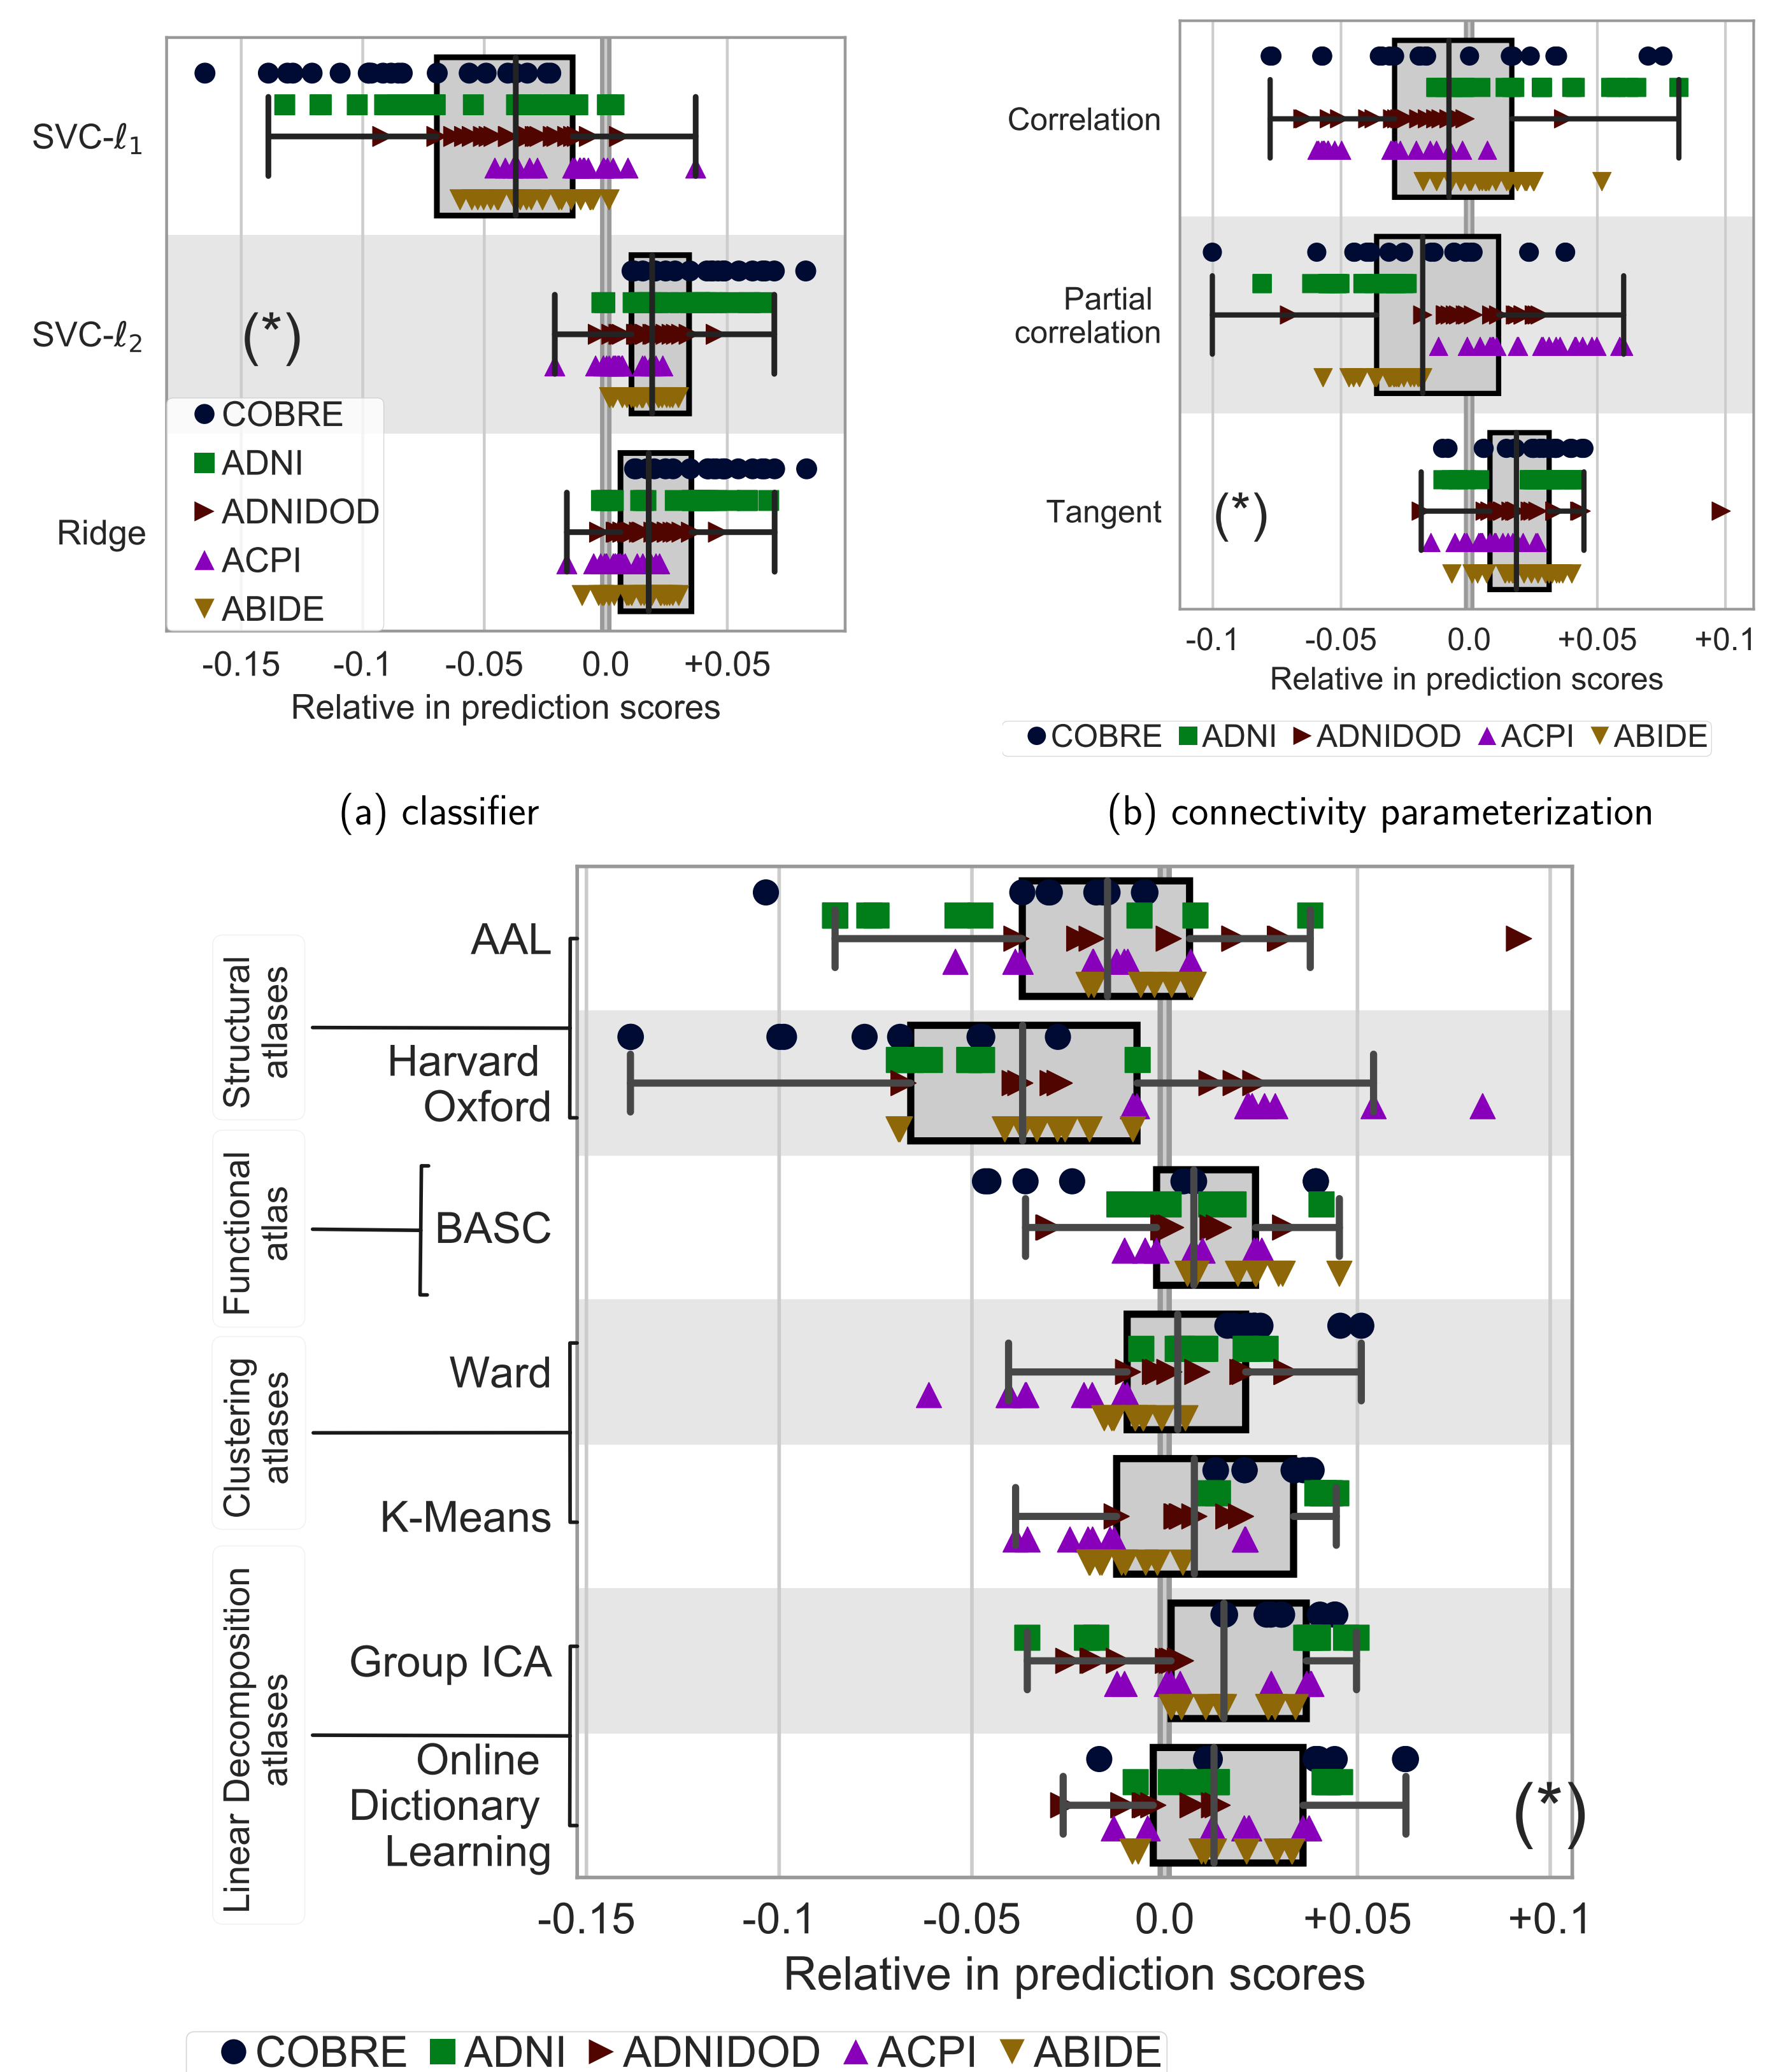 SVC-ℓ1
SVC-ℓ2
(*)
Ridge
COBRE
ADNI
ADNIDOD
ACPI
ABIDE
-0.15 -0.1 -0.05 0.0 +0.05
Relative in prediction scores
(a) classifier
Correlation
Partial
correlation
Tangent
(*)
-0.1 -0.05 0.0 +0.05 +0.1
Relative in prediction scores
COBRE ADNI ADNIDOD ACPI ABIDE
(b) connectivity parameterization
Structural
atlases
AAL
Harvard
Oxford
Functional
atlas
BASC
Clustering
atlases
Ward
K-Means
Linear Decomposition
atlases
Group ICA
Online
Dictionary
Learning
(*)
-0.15 -0.1 -0.05 0.0 +0.05 +0.1
Relative in prediction scores
COBRE ADNI ADNIDOD ACPI ABIDE